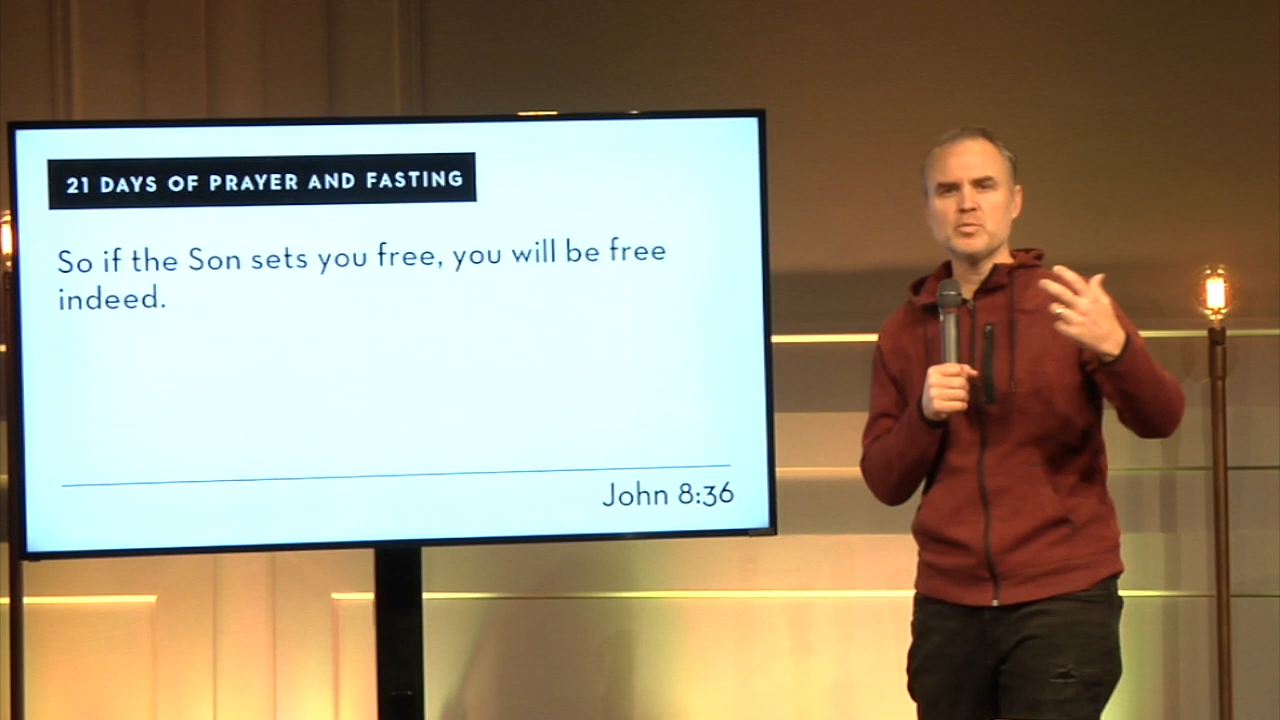 21 DAYS OF PRAYER AND FASTING
So if the Son sets you free, you will be free
indeed.
John 8:36